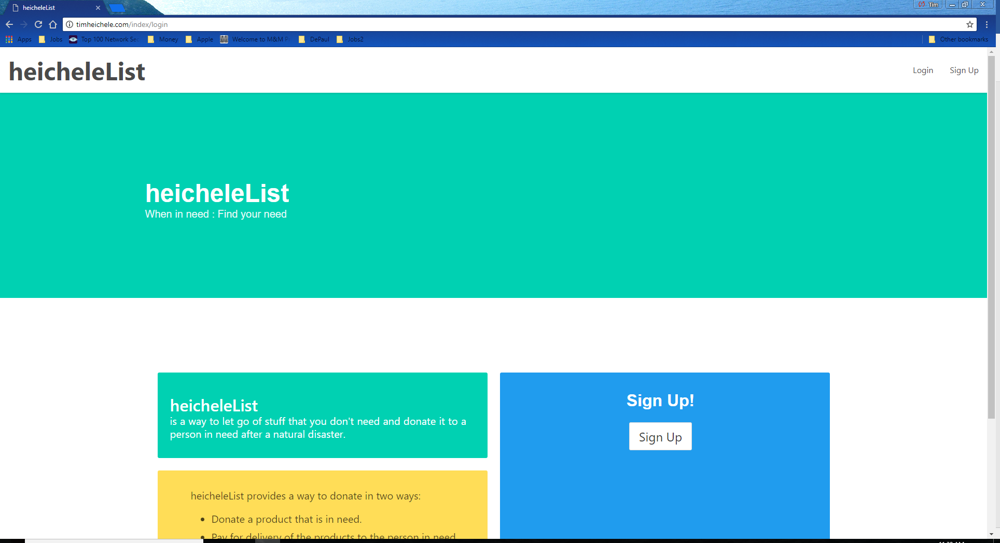 heicheleList
Tim
timheichele.com/index/login
Apps Jobs Top 100 Network Sec Money Apple Welcome to M&M Pr DePaul Jobs2 Other bookmarks
heicheleList
Login Sign Up
heicheleList
When in need : Find your need
heicheleList
is a way to let go of stuff that you don't need and donate it to a
person in need after a natural disaster.
Sign Up!
Sign Up
heicheleList provides a way to donate in two ways:
• Donate a product that is in need.
• Pay for delivery of the products to the person in need